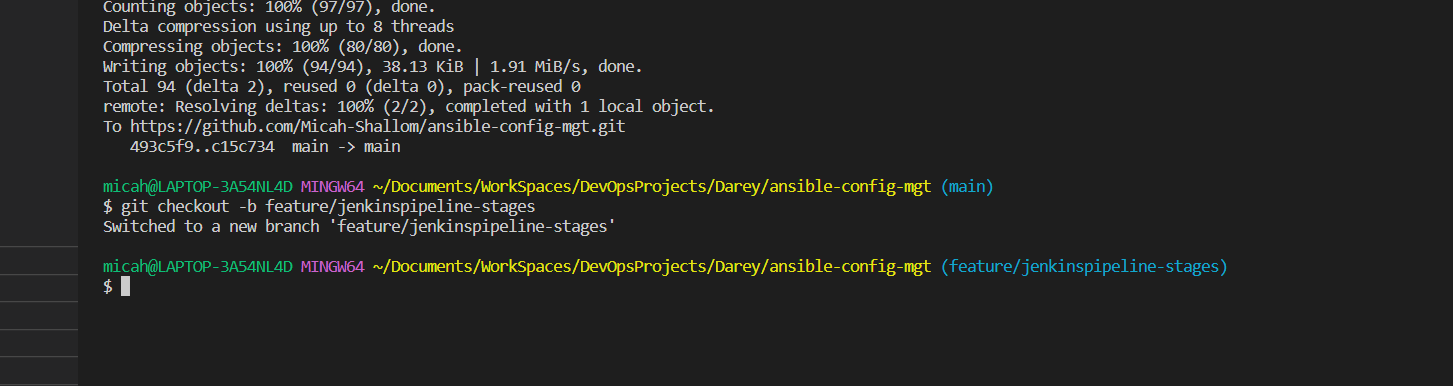 Counting objects: 100% (97/97), done.
Delta compression using up to 8 threads
Compressing objects: 100% (80/80), done.
Writing objects: 100% (94/94), 38.13 KiB | 1.91 MiB/s, done.
Total 94 (delta 2), reused 0 (delta 0), pack-reused 0
remote: Resolving deltas: 100% (2/2), completed with 1 local object.
To https://github.com/Micah-Shallom/ansible-config-mgt.git
   493c5f9..c15c734  main -> main
micah@LAPTOP-3A54NL4D MINGW64 ~/Documents/WorkSpaces/DevOpsProjects/Darey/ansible-config-mgt (main)
$ git checkout -b feature/jenkinspipeline-stages
Switched to a new branch 'feature/jenkinspipeline-stages'
micah@LAPTOP-3A54NL4D MINGW64 ~/Documents/WorkSpaces/DevOpsProjects/Darey/ansible-config-mgt (feature/jenkinspipeline-stages)
$